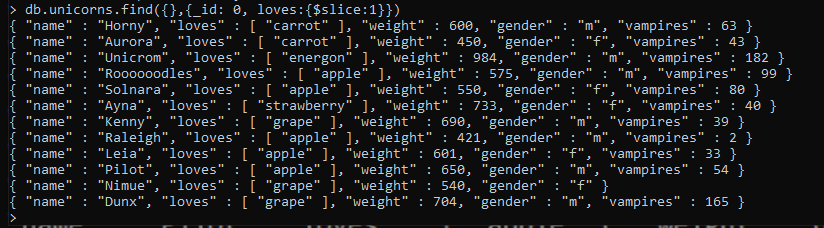 > db.unicorns.find({},{_id: 0, loves:{$slice:1}})
{ "name" : "Horny", "loves" : [ "carrot" ], "weight" : 600, "gender" : "m", "vampires" : 63 }
{ "name" : "Aurora", "loves" : [ "carrot" ], "weight" : 450, "gender" : "f", "vampires" : 43 }
{ "name" : "Unicrom", "loves" : [ "energon" ], "weight" : 984, "gender" : "m", "vampires" : 182 }
{ "name" : "Roooooodles", "loves" : [ "apple" ], "weight" : 575, "gender" : "m", "vampires" : 99 }
{ "name" : "Solnara", "loves" : [ "apple" ], "weight" : 550, "gender" : "f", "vampires" : 80 }
{ "name" : "Ayna", "loves" : [ "strawberry" ], "weight" : 733, "gender" : "f", "vampires" : 40 }
{ "name" : "Kenny", "loves" : [ "grape" ], "weight" : 690, "gender" : "m", "vampires" : 39 }
{ "name" : "Raleigh", "loves" : [ "apple" ], "weight" : 421, "gender" : "m", "vampires" : 2 }
{ "name" : "Leia", "loves" : [ "apple" ], "weight" : 601, "gender" : "f", "vampires" : 33 }
{ "name" : "Pilot", "loves" : [ "apple" ], "weight" : 650, "gender" : "m", "vampires" : 54 }
{ "name" : "Nimue", "loves" : [ "grape" ], "weight" : 540, "gender" : "f" }
{ "name" : "Dunx", "loves" : [ "grape" ], "weight" : 704, "gender" : "m", "vampires" : 165 }
>